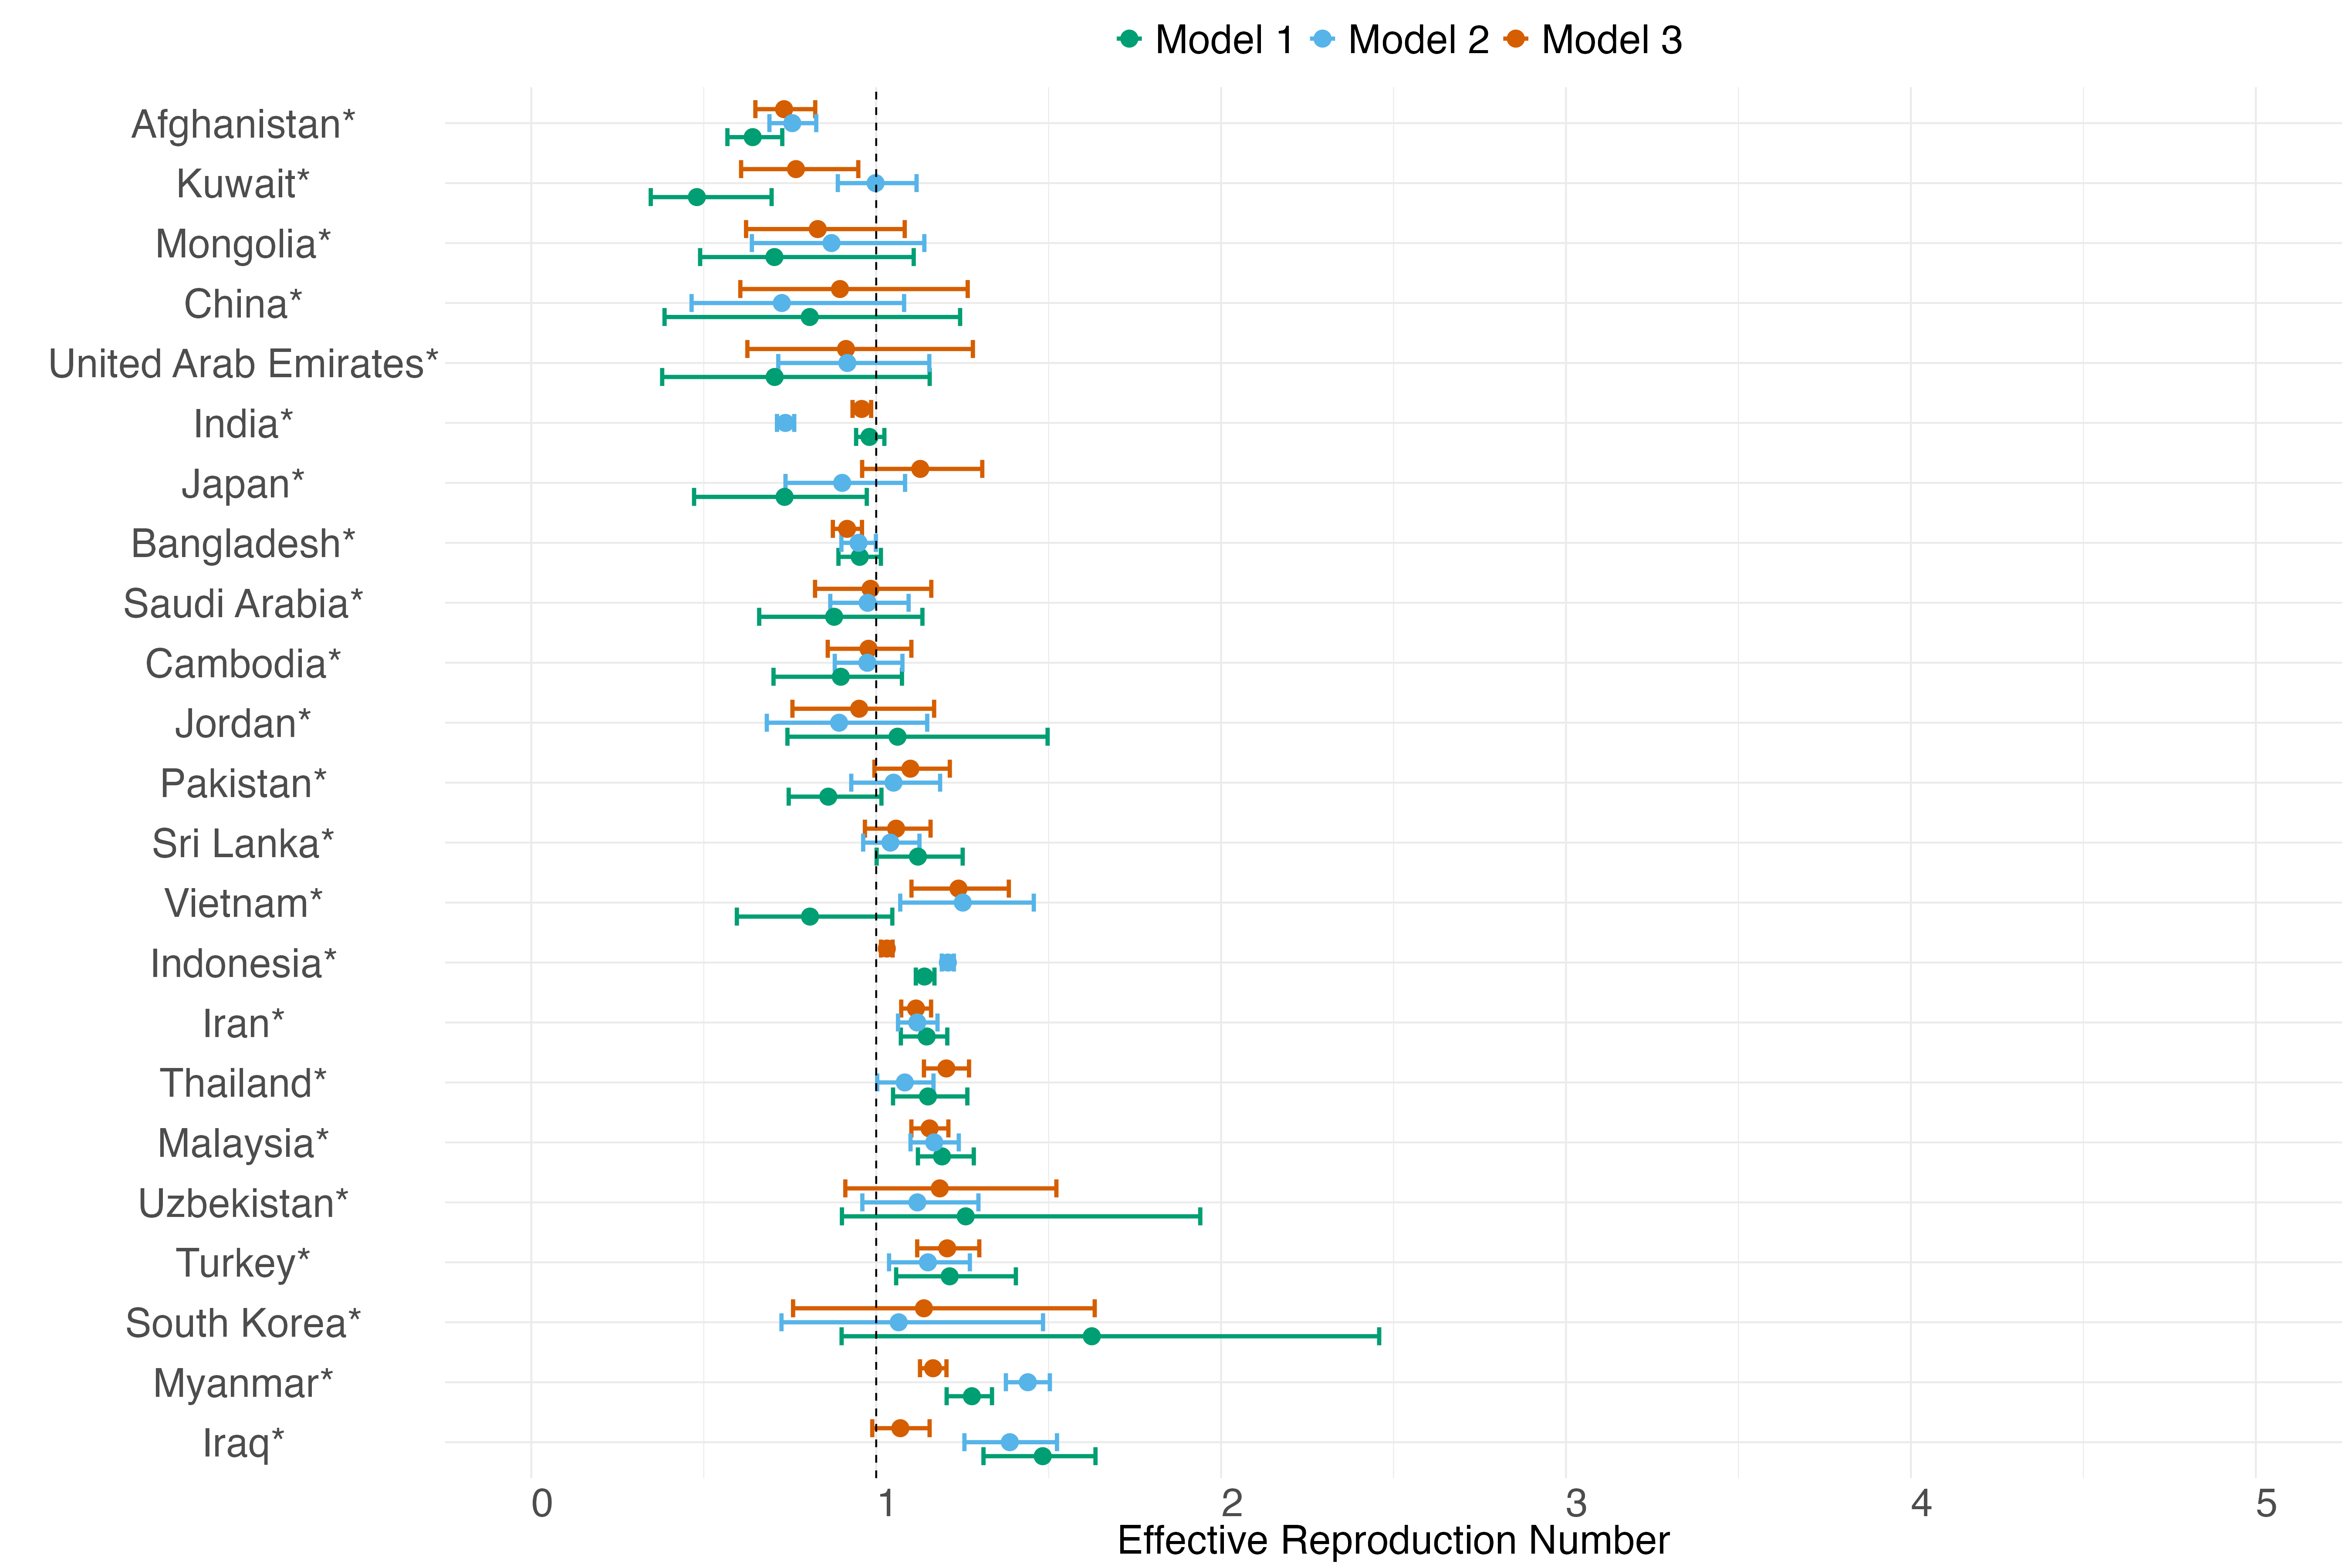 Model 1 Model 2 Model 3
Afghanistan*
Kuwait*
Mongolia*
China*
United Arab Emirates*
India*
Japan*
Bangladesh*
Saudi Arabia*
Cambodia*
Jordan*
Pakistan*
Sri Lanka*
Vietnam*
Indonesia*
Iran*
Thailand*
Malaysia*
Uzbekistan*
Turkey*
South Korea*
Myanmar*
Iraq*
0 1 2 3 4 5
Effective Reproduction Number